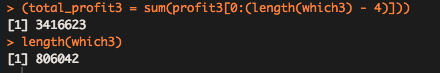 > (total_profit3 = sum(profit3[0:(length(which3) - 4)]))
[1] 3416623
> length(which3)
[1] 806042